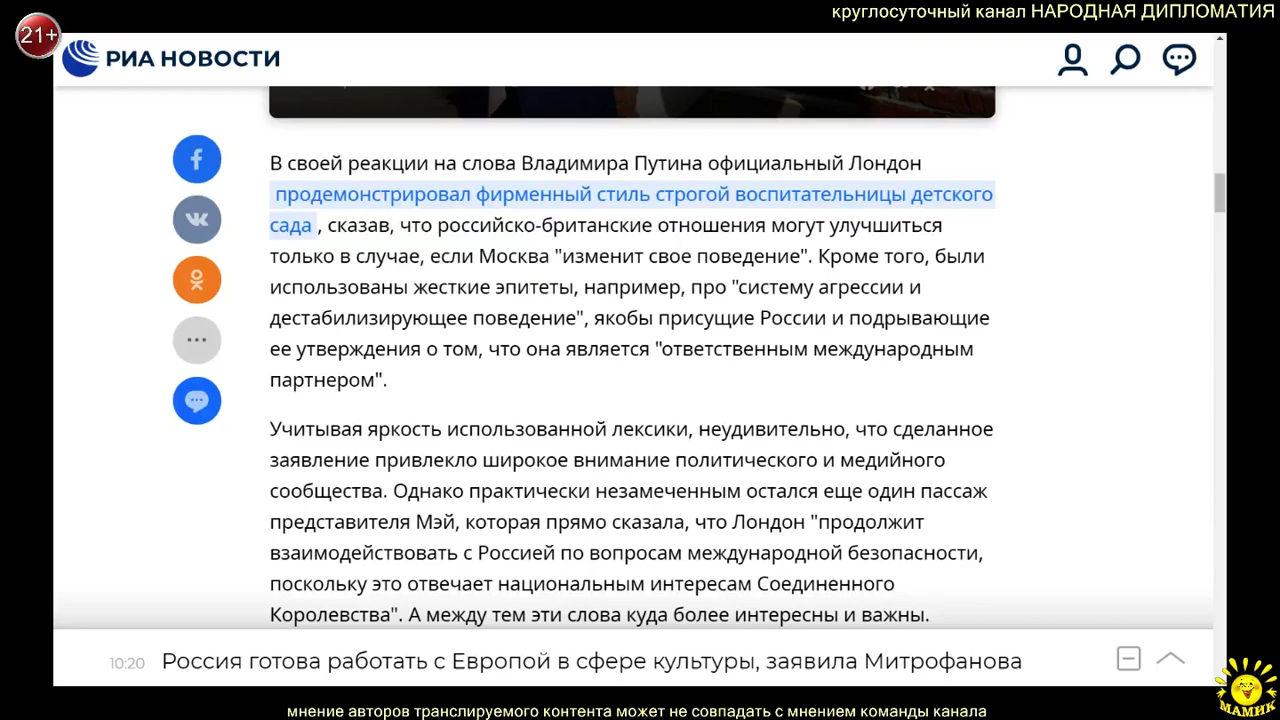 круглосуточный канал НАРОДНАЯ ДИПЛОМАТИЯ
21+
РИА НОВОСТИ
В своей реакции на слова Владимира Путина официальный Лондон
продемонстрировал фирменный стиль строгой воспитательницы детского
сада , сказав, что российско-британские отношения могут улучшиться
только в случае, если Москва "изменит свое поведение". Кроме того, были
использованы жесткие эпитеты, например, про "систему агрессии и
дестабилизирующее поведение", якобы присущие России и подрывающие
ее утверждения о том, что она является "ответственным международным
партнером".
Учитывая яркость использованной лексики, неудивительно, что сделанное
заявление привлекло широкое внимание политического и медийного
сообщества. Однако практически незамеченным остался еще один пассаж
представителя Мэй, которая прямо сказала, что Лондон "продолжит
взаимодействовать с Россией по вопросам международной безопасности,
поскольку это отвечает национальным интересам Соединенного
Королевства". А между тем эти слова куда более интересны и важны.
10:20 Россия готова работать с Европой в сфере культуры, заявила Митрофанова
МАМИК
мнение авторов транслируемого контента может не совпадать с мнением команды канала